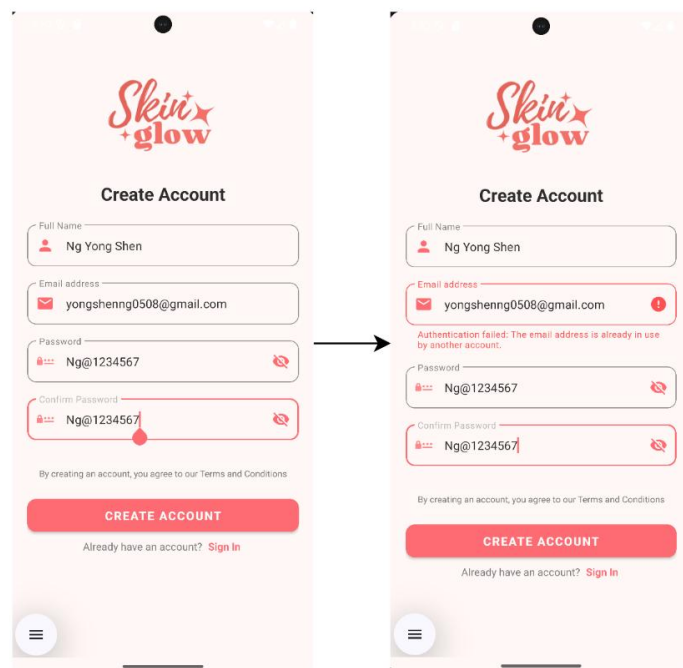 Skin
glow
Create Account
Full Name
Ng Yong Shen
Email address
yongshenng0508@gmail.com
Password
Ng@1234567
Confirm Password
Ng@1234567
By creating an account, you agree to our Terms and Conditions
CREATE ACCOUNT
Already have an account? Sign In
Skin
glow
Create Account
Full Name
Ng Yong Shen
Email address
yongshenng0508@gmail.com
Authentication failed: The email address is already in use
by another account.
Password
Ng@1234567
Confirm Password
Ng@1234567
By creating an account, you agree to our Terms and Conditions
CREATE ACCOUNT
Already have an account? Sign In